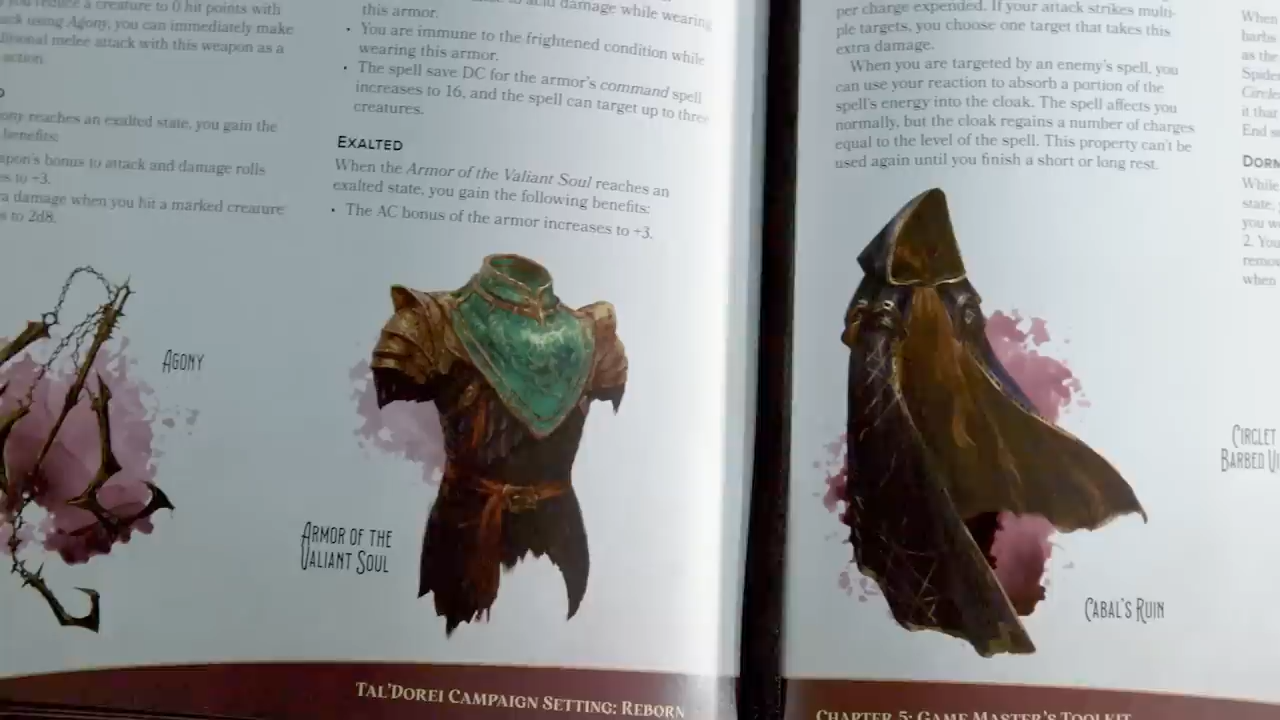 you reduce a creature to 0 hit points with
using Agony, you can immediately make
melee attack with this weapon as a
action.
reaches an exalted state, you gain the
benefits:
bonus to attack and damage rolls
to +3.
damage when you hit a marked creature
to 2d8.
AGONY
damage while wearing
this armor.
• You are immune to the frightened condition while
wearing this armor.
• The spell save DC for the armor's command spell
increases to 16, and the spell can target up to three
creatures.
EXALTED
When the Armor of the Valiant Soul reaches an
exalted state, you gain the following benefits:
• The AC bonus of the armor increases to +3.
ARMOR OF THE
VALIANT SOUL
TAL'DOREI CAMPAIGN SETTING: REBORN
per charge expended. If your attack strikes multi-
ple targets, you choose one target that takes this
extra damage.
When you are targeted by an enemy's spell, you
can use your reaction to absorb a portion of the
spell's energy into the cloak. The spell affects you
normally, but the cloak regains a number of charges
equal to the level of the spell. This property can't be
used again until you finish a short or long rest.
CABAL'S RUIN
CHAPTER 5: GAME MASTER'S TOOLKIT
When
barbs
as the
it that
End
While
state,
you
2. You
when
CIRCLET
BARBED